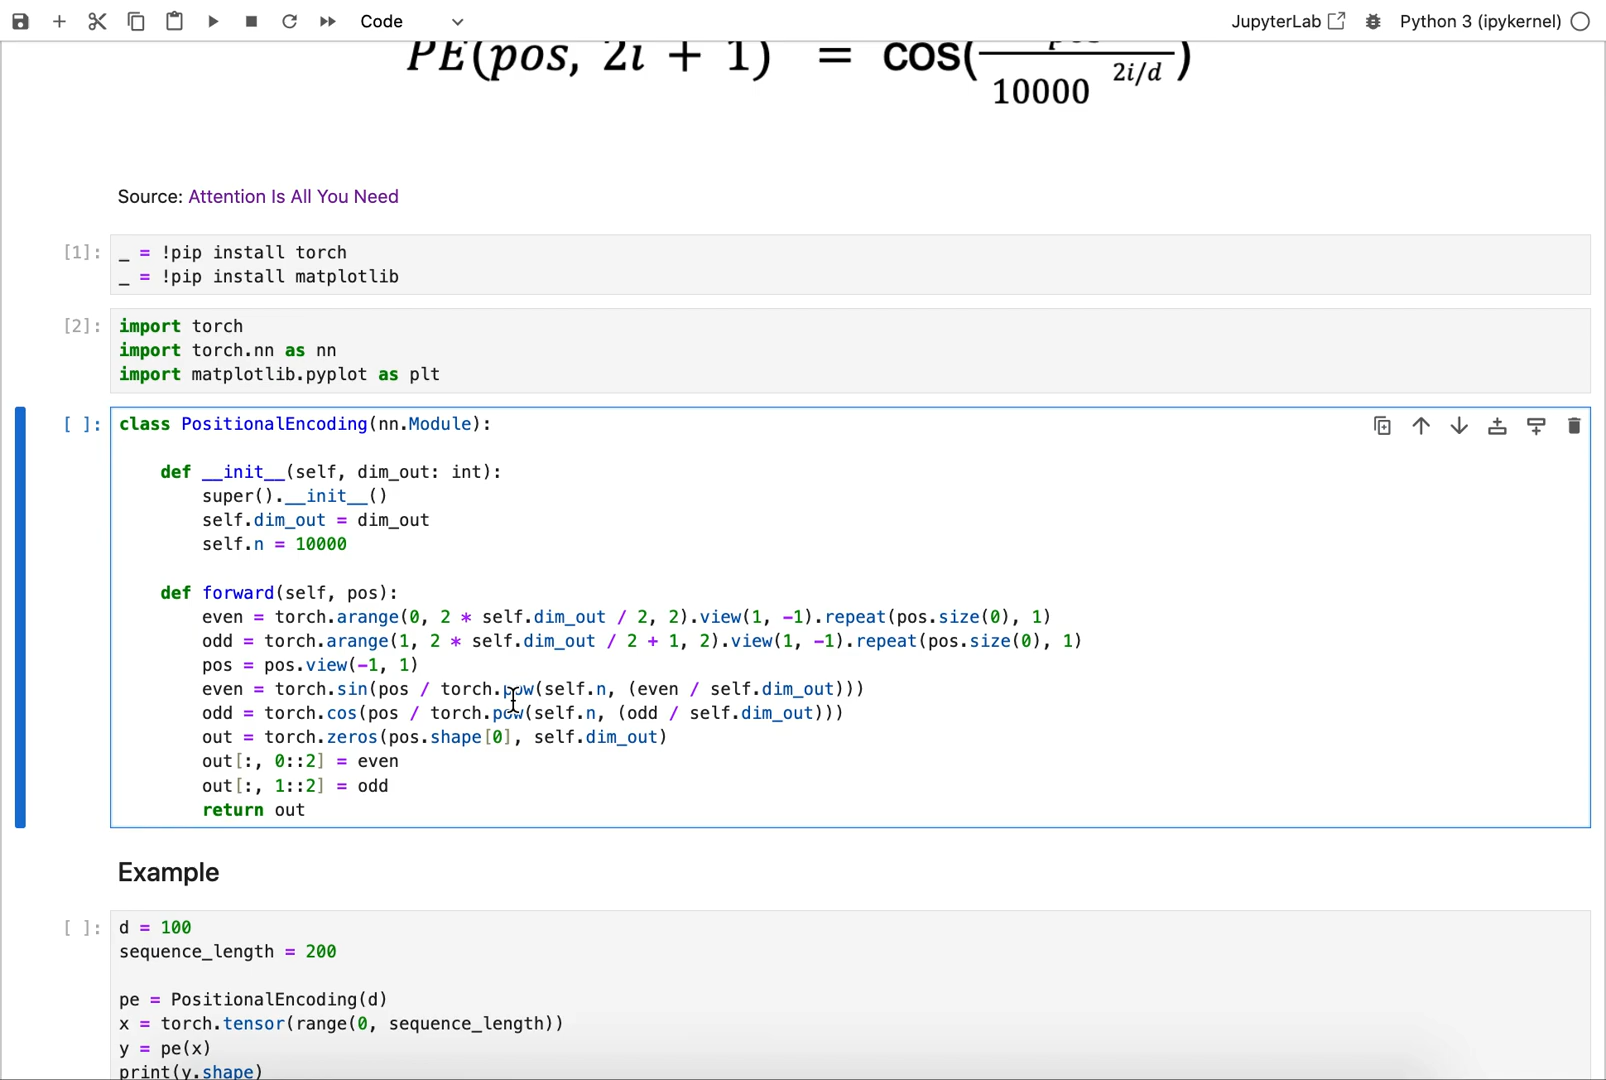 Code JupyterLab Python 3 (ipykernel)
PE(pos, 2i + 1) = cos(
10000 2i/d )
Source: Attention Is All You Need
[1]: _ = !pip install torch
_ = !pip install matplotlib
[2]: import torch
import torch.nn as nn
import matplotlib.pyplot as plt
[ ]: class PositionalEncoding(nn.Module):
def __init__(self, dim_out: int):
super().__init__()
self.dim_out = dim_out
self.n = 10000
def forward(self, pos):
even = torch.arange(0, 2 * self.dim_out / 2, 2).view(1, -1).repeat(pos.size(0), 1)
odd = torch.arange(1, 2 * self.dim_out / 2 + 1, 2).view(1, -1).repeat(pos.size(0), 1)
pos = pos.view(-1, 1)
even = torch.sin(pos / torch.pow(self.n, (even / self.dim_out)))
odd = torch.cos(pos / torch.pow(self.n, (odd / self.dim_out)))
out = torch.zeros(pos.shape[0], self.dim_out)
out[:, 0::2] = even
out[:, 1::2] = odd
return out
Example
[ ]: d = 100
sequence_length = 200
pe = PositionalEncoding(d)
x = torch.tensor(range(0, sequence_length))
y = pe(x)
print(y.shape)